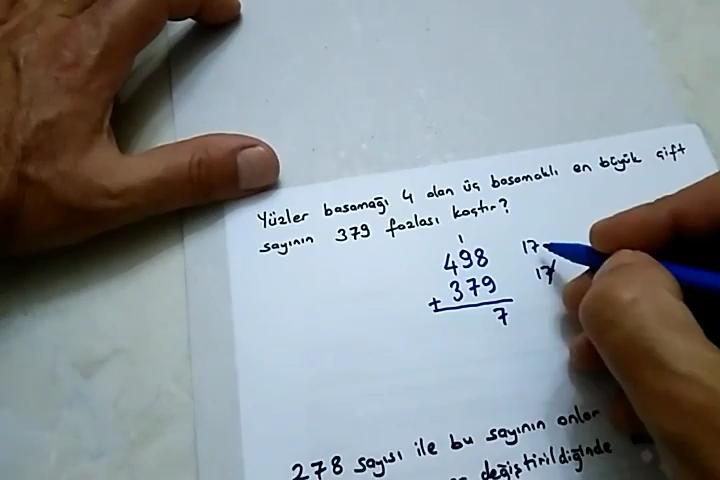 Yüzler basamağı 4 olan üç basamaklı en büyük çift
sayının 379 fazlası kaçtır?
1
498 17
+ 379 17
7
278 sayısı ile bu sayının onlar
değiştirildiğinde